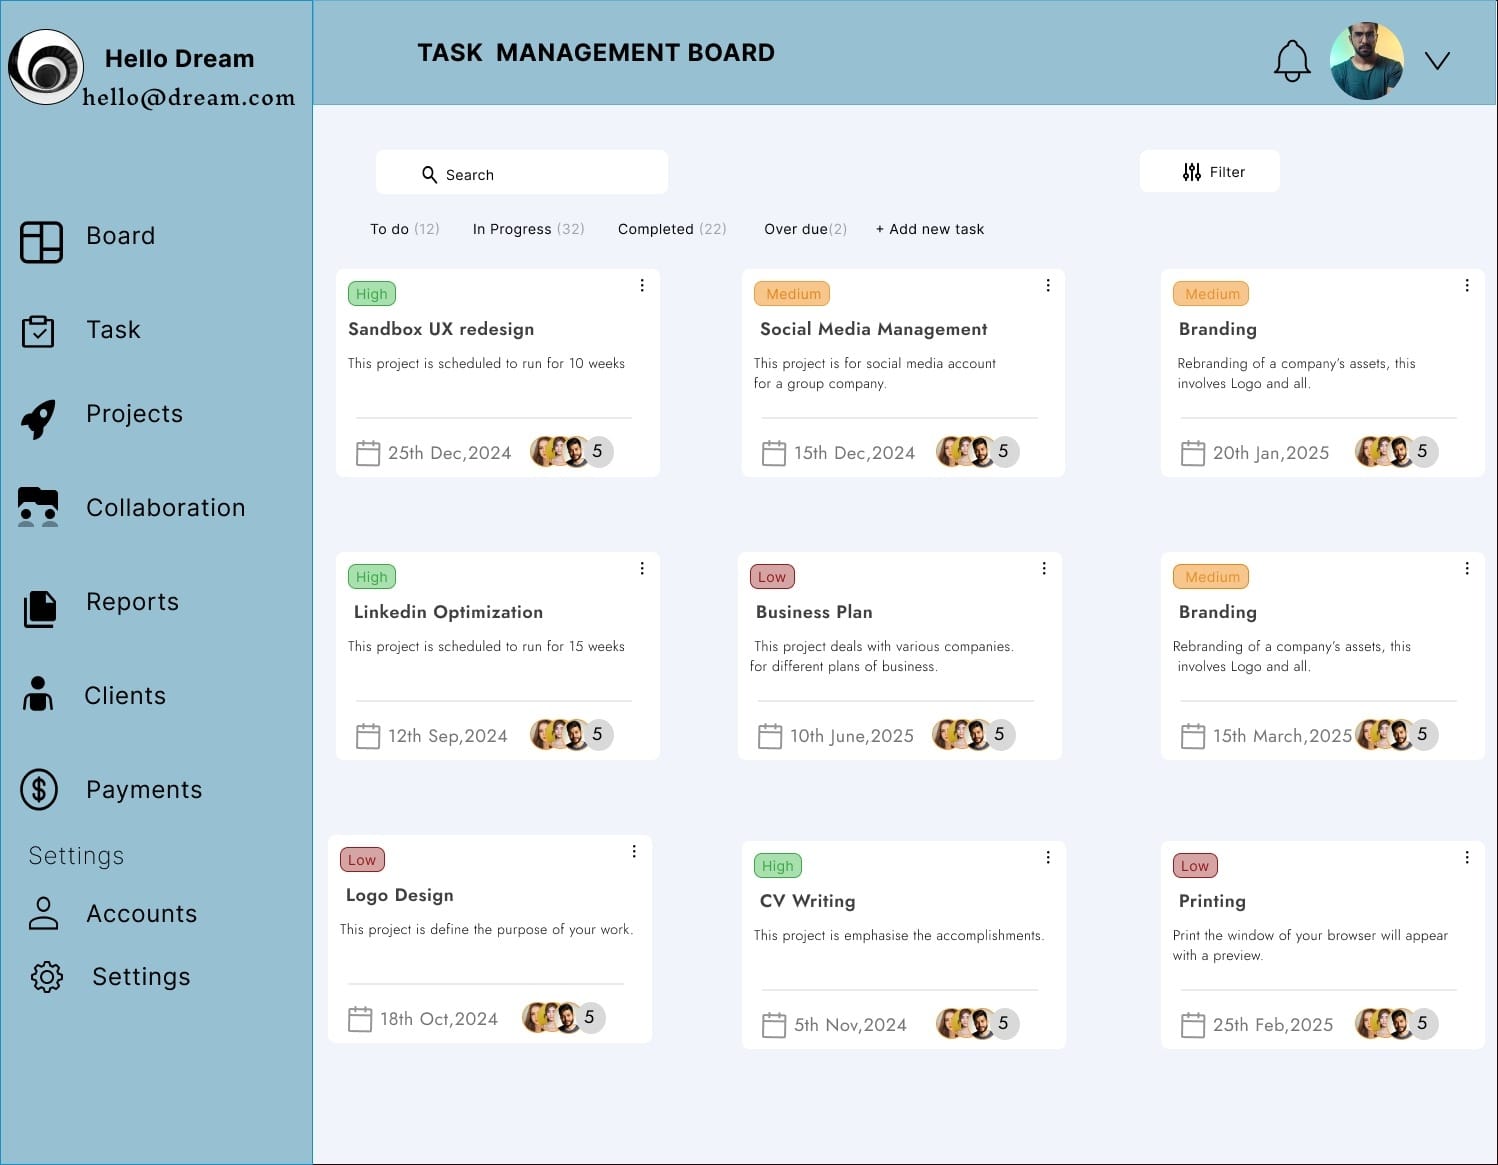 Hello Dream
hello@dream.com
TASK MANAGEMENT BOARD
Board
Task
Projects
Collaboration
Reports
Clients
Payments
Settings
Accounts
Settings
Search
Filter
To do (12) In Progress (32) Completed (22) Over due(2) + Add new task
High
Sandbox UX redesign
This project is scheduled to run for 10 weeks
25th Dec,2024 5
Medium
Social Media Management
This project is for social media account
for a group company.
15th Dec,2024 5
Medium
Branding
Rebranding of a company's assets, this
involves Logo and all.
20th Jan,2025 5
High
Linkedin Optimization
This project is scheduled to run for 15 weeks
12th Sep,2024 5
Low
Business Plan
This project deals with various companies.
for different plans of business.
10th June,2025 5
Medium
Branding
Rebranding of a company's assets, this
involves Logo and all.
15th March,2025 5
Low
Logo Design
This project is define the purpose of your work.
18th Oct,2024 5
High
CV Writing
This project is emphasise the accomplishments.
5th Nov,2024 5
Low
Printing
Print the window of your browser will appear
with a preview.
25th Feb,2025 5